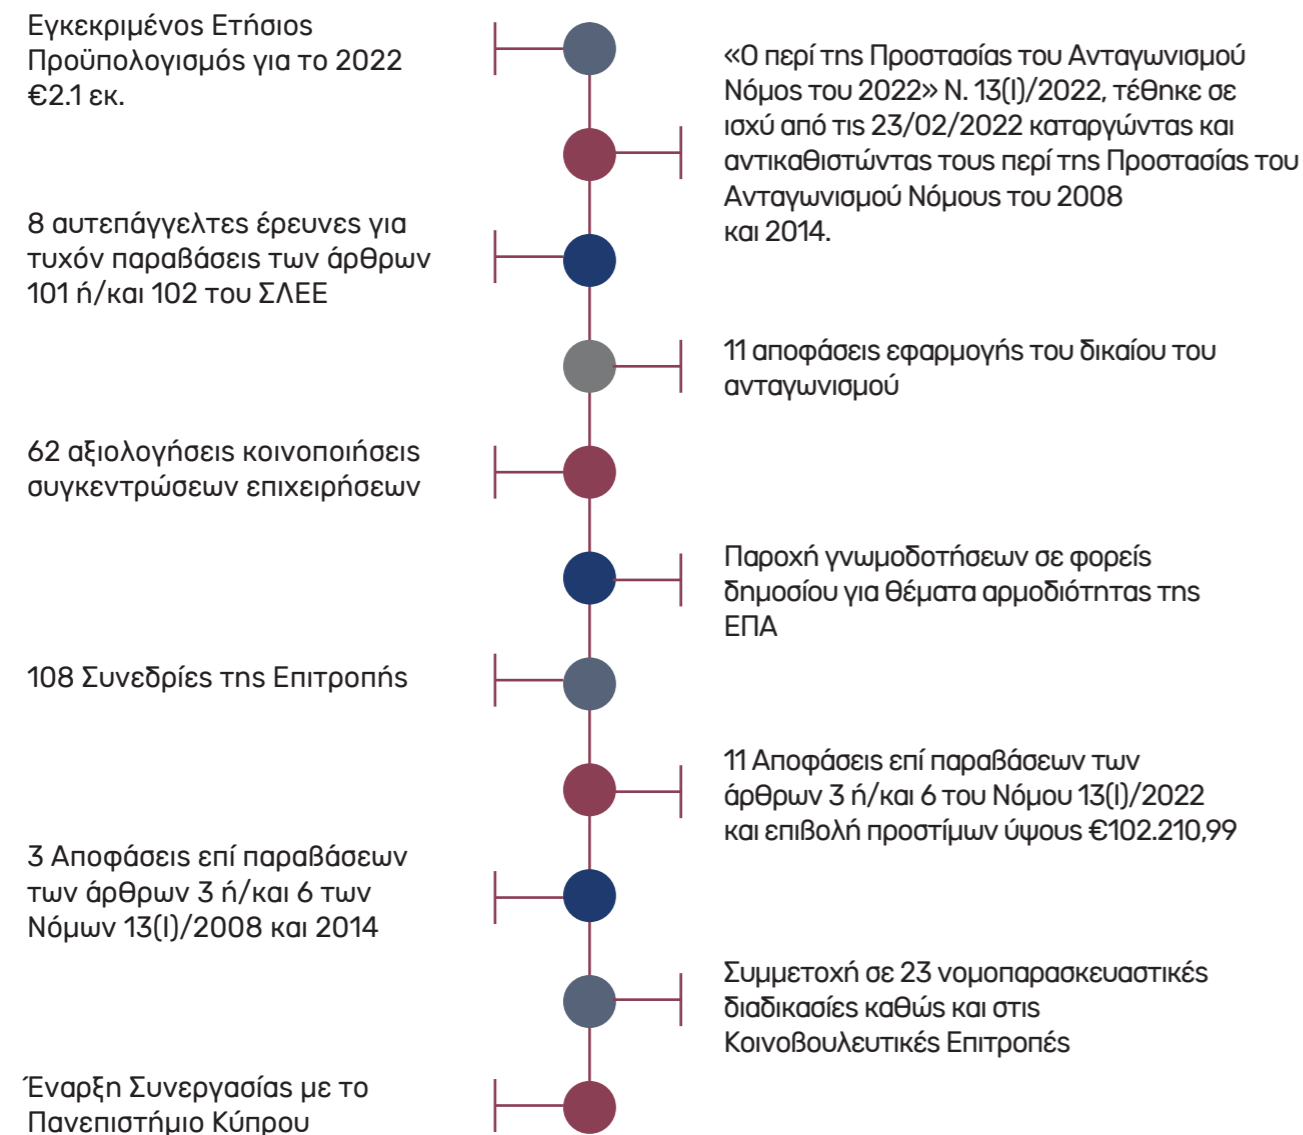 Εγκεκριμένος Ετήσιος
Προϋπολογισμός για το 2022
€2.1 εκ.
«Ο περί της Προστασίας του Ανταγωνισμού
Νόμος του 2022» Ν. 13(Ι)/2022, τέθηκε σε
ισχύ από τις 23/02/2022 καταργώντας και
αντικαθιστώντας τους περί της Προστασίας του
Ανταγωνισμού Νόμους του 2008
και 2014.
8 αυτεπάγγελτες έρευνες για
τυχόν παραβάσεις των άρθρων
101 ή/και 102 του ΣΛΕΕ
11 αποφάσεις εφαρμογής του δικαίου του
ανταγωνισμού
62 αξιολογήσεις κοινοποιήσεις
συγκεντρώσεων επιχειρήσεων
Παροχή γνωμοδοτήσεων σε φορείς
δημοσίου για θέματα αρμοδιότητας της
ΕΠΑ
108 Συνεδρίες της Επιτροπής
11 Αποφάσεις επί παραβάσεων των
άρθρων 3 ή/και 6 του Νόμου 13(Ι)/2022
και επιβολή προστίμων ύψους €102.210,99
3 Αποφάσεις επί παραβάσεων
των άρθρων 3 ή/και 6 των
Νόμων 13(Ι)/2008 και 2014
Συμμετοχή σε 23 νομοπαρασκευαστικές
διαδικασίες καθώς και στις
Κοινοβουλευτικές Επιτροπές
Έναρξη Συνεργασίας με το
Πανεπιστήμιο Κύπρου